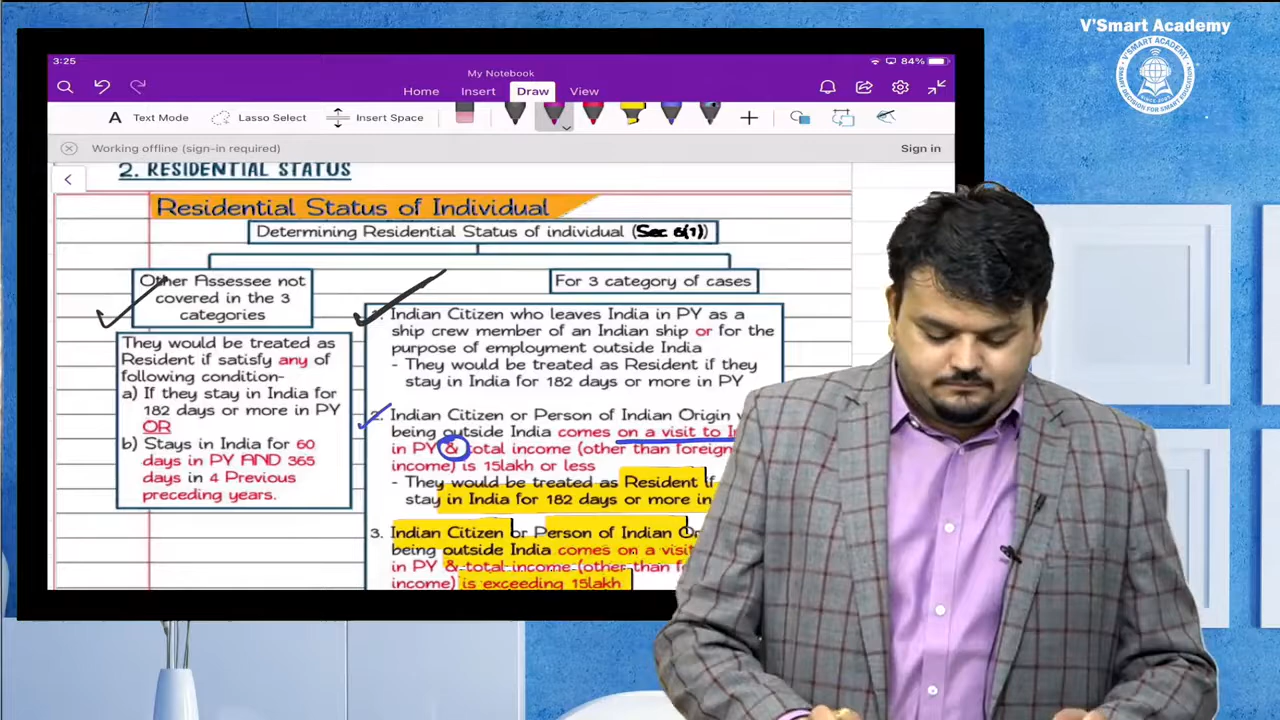 V'Smart Academy
3:25
84%
My Notebook
Home Insert Draw View
Text Mode Lasso Select Insert Space
Working offline (sign-in required) Sign in
2. RESIDENTIAL STATUS
Residential Status of Individual
Determining Residential Status of individual (Sec 6(1))
Other Assessee not
covered in the 3
categories
They would be treated as
Resident if satisfy any of
following condition-
a) If they stay in India for
182 days or more in PY
OR
b) Stays in India for 60
days in PY AND 365
days in 4 Previous
preceding years.
For 3 category of cases
1. Indian Citizen who leaves India in PY as a
ship crew member of an Indian ship or for the
purpose of employment outside India
- They would be treated as Resident if they
stay in India for 182 days or more in PY
2. Indian Citizen or Person of Indian Origin
being outside India comes on a visit to
in PY & total income (other than foreign
income) is 15lakh or less
- They would be treated as Resident if
stay in India for 182 days or more in
3. Indian Citizen or Person of Indian
being outside India comes on a visit
in PY & total income (other than
income) is exceeding 15lakh